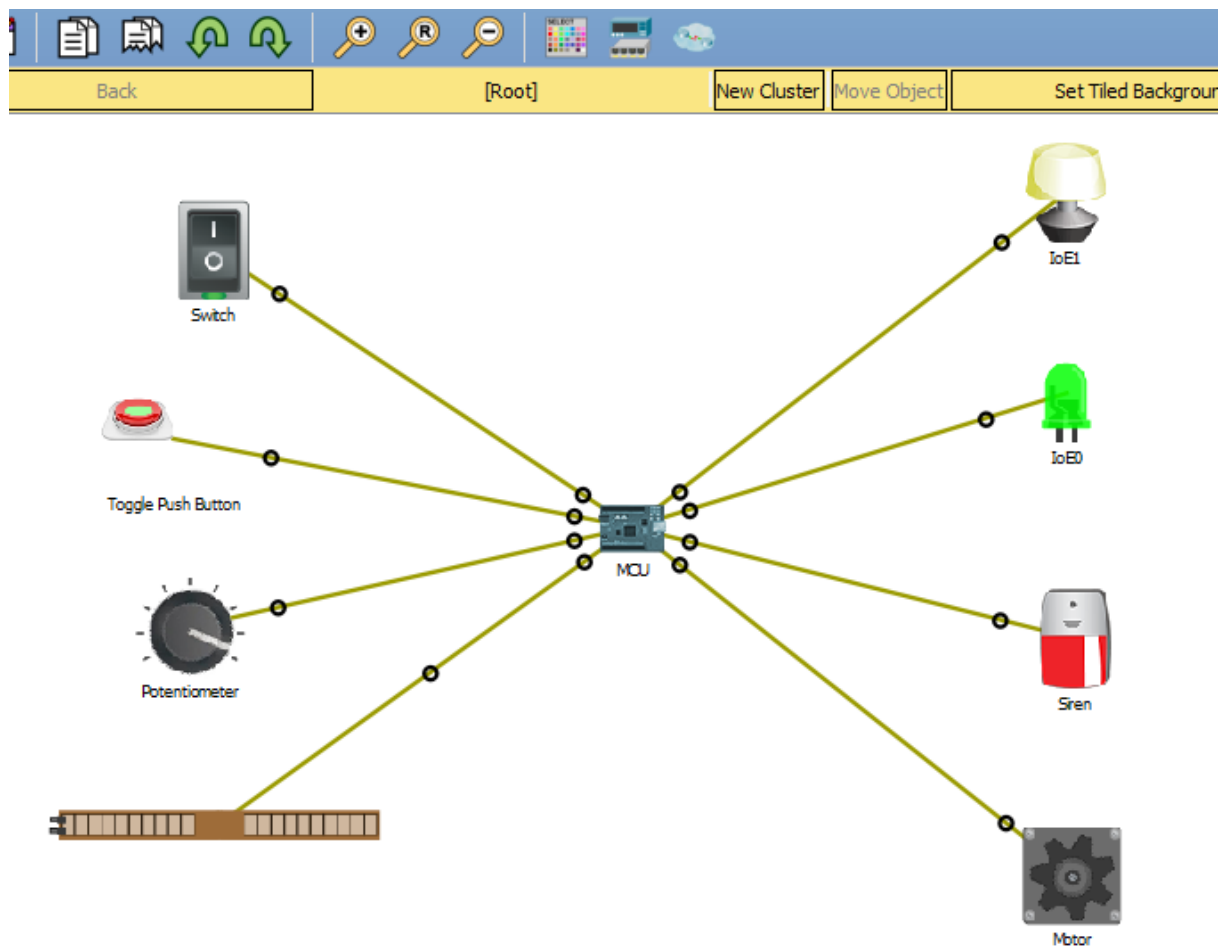 SELECT
R
Back
[Root]
New Cluster
Move Object
Set Tiled Backgroun
IoE1
Switch
IoE0
Toggle Push Button
MCU
Potentiometer
Siren
Motor